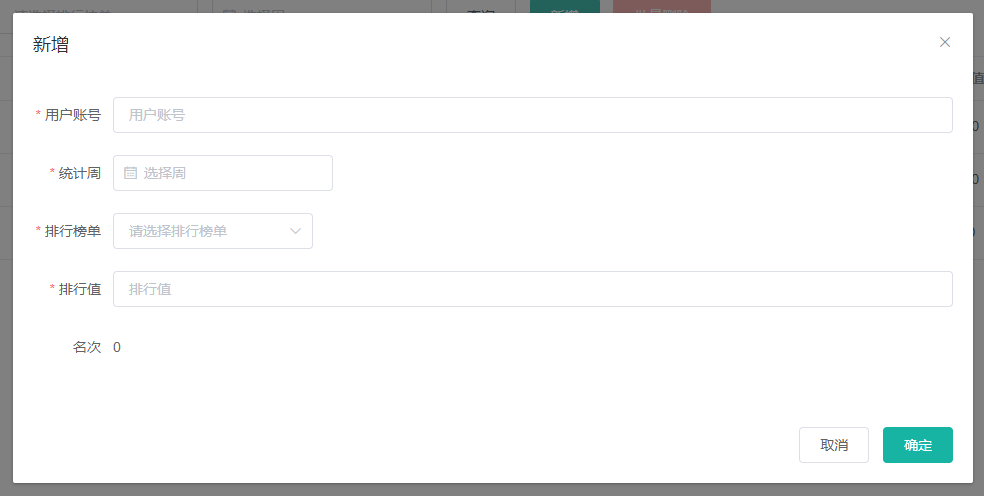 新增
* 用户账号 用户账号
* 统计周 选择周
* 排行榜单 请选择排行榜单
* 排行值 排行值
名次 0
取消 确定